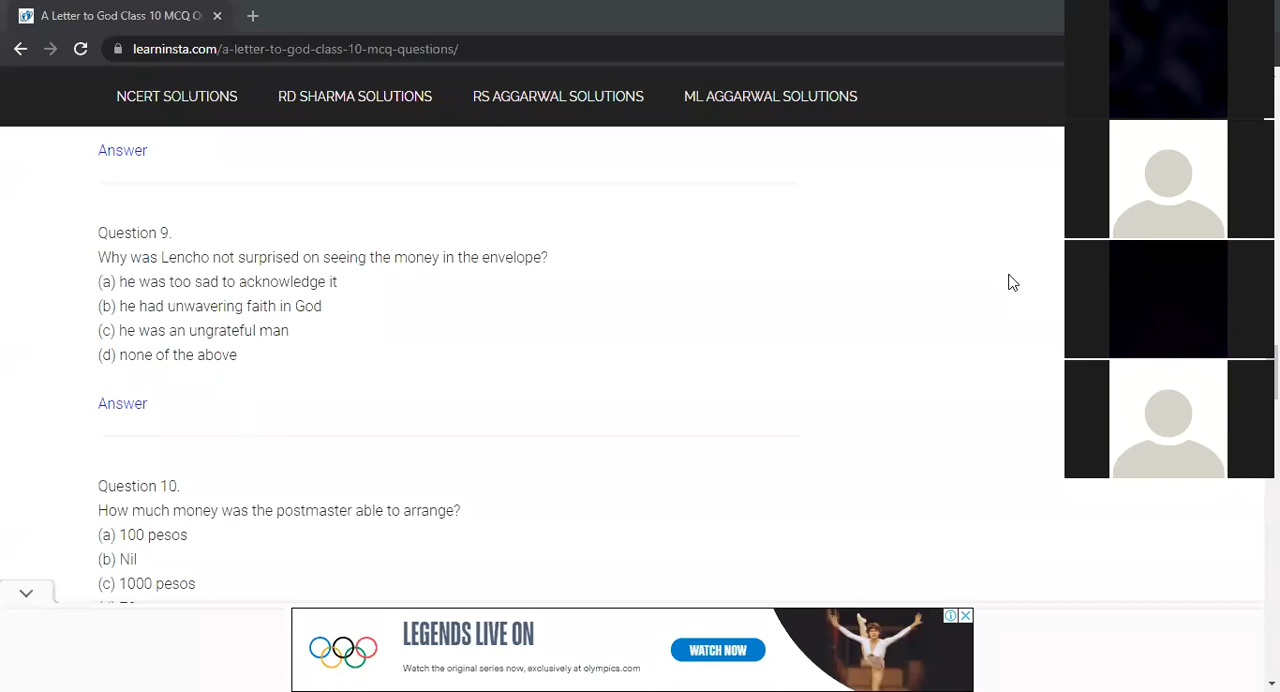 A Letter to God Class 10 MCQ Q
learninsta.com/a-letter-to-god-class-10-mcq-questions/
NCERT SOLUTIONS RD SHARMA SOLUTIONS RS AGGARWAL SOLUTIONS ML AGGARWAL SOLUTIONS
Answer
Question 9.
Why was Lencho not surprised on seeing the money in the envelope?
(a) he was too sad to acknowledge it
(b) he had unwavering faith in God
(c) he was an ungrateful man
(d) none of the above
Answer
Question 10.
How much money was the postmaster able to arrange?
(a) 100 pesos
(b) Nil
(c) 1000 pesos
LEGENDS LIVE ON
Watch the original series now, exclusively at olympics.com
WATCH NOW